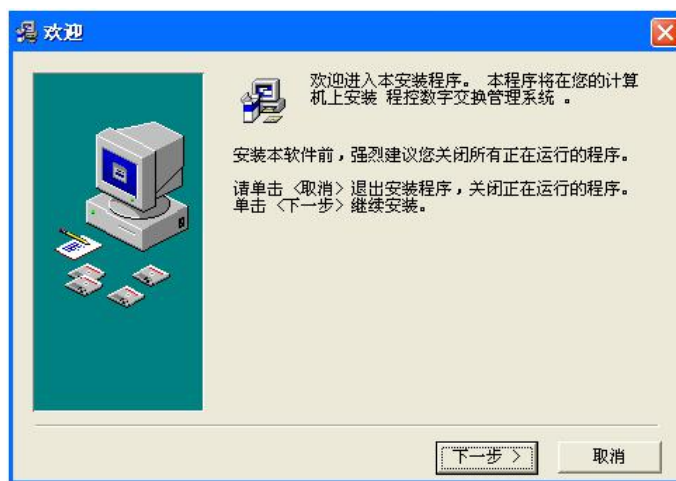 欢迎
欢迎进入本安装程序。 本程序将在您的计算
机上安装 程控数字交换管理系统 。
安装本软件前，强烈建议您关闭所有正在运行的程序。
请单击〈取消〉退出安装程序，关闭正在运行的程序。
单击〈下一步〉继续安装。
下一步 >
取消